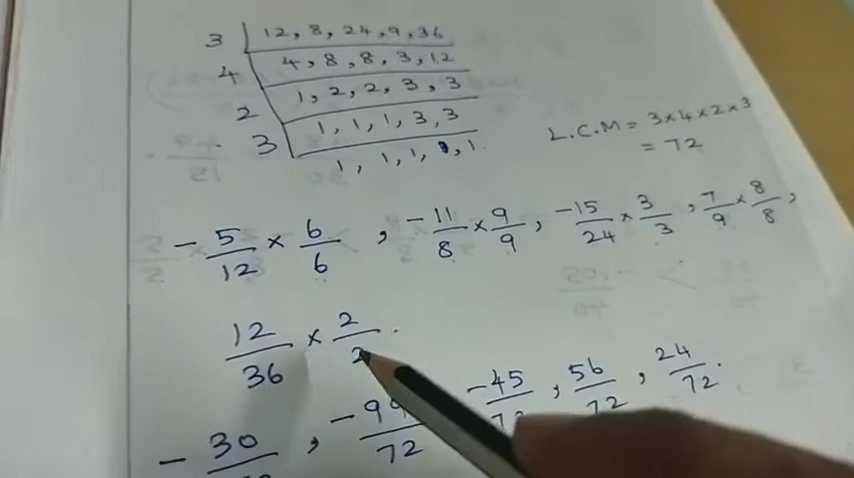 3 | 12, 8, 24, 9, 36
4 | 4, 8, 8, 3, 12
2 | 1, 2, 2, 3, 3
3 | 1, 1, 1, 3, 3
1, 1, 1, 1, 1.
L.C.M = 3×4×2×3
= 72
-5/12 × 6/6, -11/8 × 9/9, -15/24 × 3/3, 7/9 × 8/8,
12/36 × 2/2.
-30, -99/72, -45/72, 56/72, 24/72.